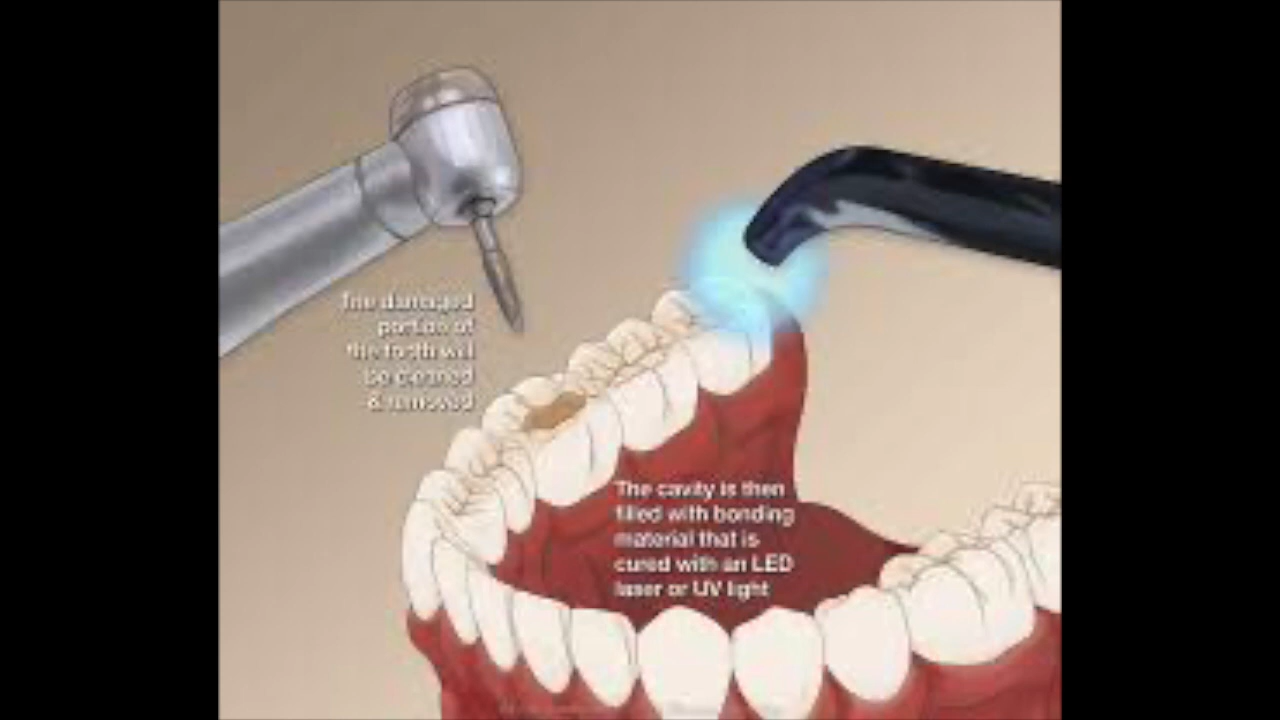 The damaged
portion of
the tooth will
be cleaned
& removed
The cavity is then
filled with bonding
material that is
cured with an LED
laser or UV light